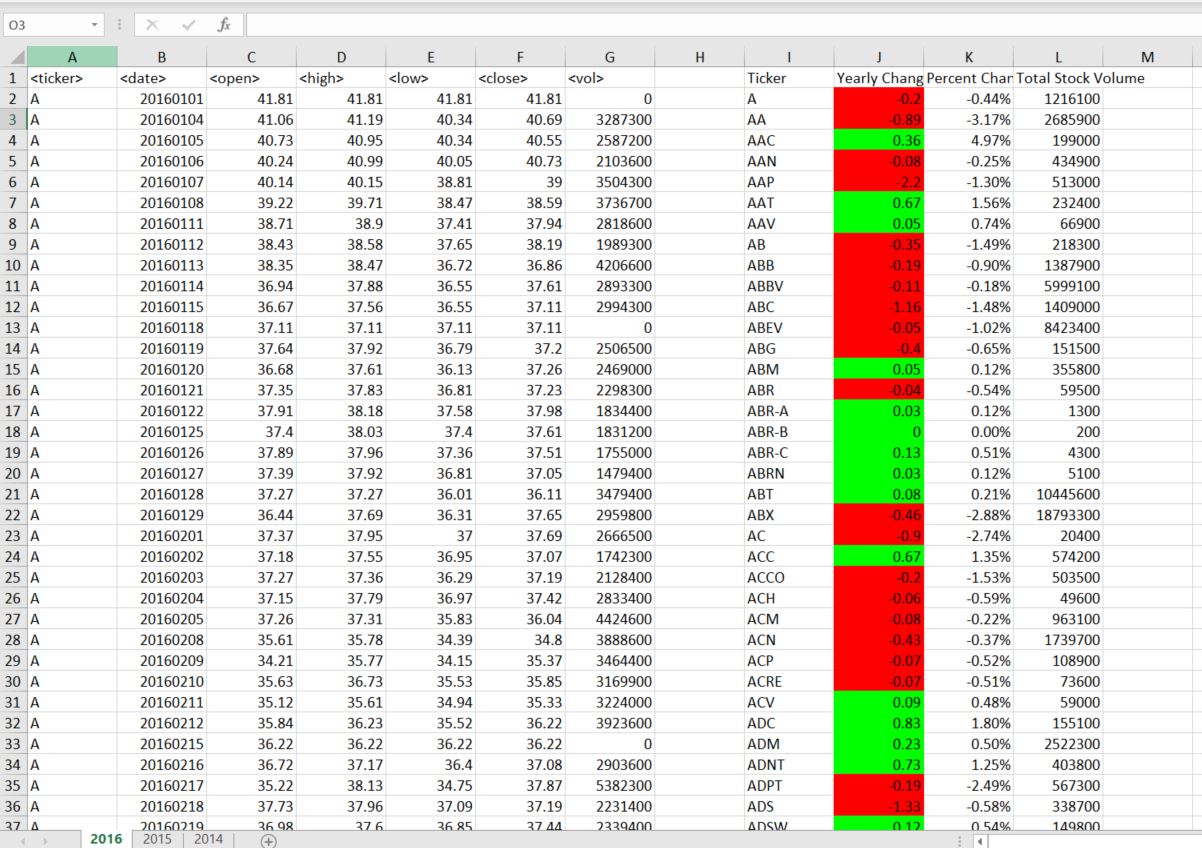 O3 fx
A B C D E F G H I J K L M
1 <ticker> <date> <open> <high> <low> <close> <vol> Ticker Yearly Chang Percent Char Total Stock Volume
2 A 20160101 41.81 41.81 41.81 41.81 0 A -0.2 -0.44% 1216100
3 A 20160104 41.06 41.19 40.34 40.69 3287300 AA -0.89 -3.17% 2685900
4 A 20160105 40.73 40.95 40.34 40.55 2587200 AAC 0.36 4.97% 199000
5 A 20160106 40.24 40.99 40.05 40.73 2103600 AAN -0.08 -0.25% 434900
6 A 20160107 40.14 40.15 38.81 39 3504300 AAP -2.2 -1.30% 513000
7 A 20160108 39.22 39.71 38.47 38.59 3736700 AAT 0.67 1.56% 232400
8 A 20160111 38.71 38.9 37.41 37.94 2818600 AAV 0.05 0.74% 66900
9 A 20160112 38.43 38.58 37.65 38.19 1989300 AB -0.35 -1.49% 218300
10 A 20160113 38.35 38.47 36.72 36.86 4206600 ABB -0.19 -0.90% 1387900
11 A 20160114 36.94 37.88 36.55 37.61 2893300 ABBV -0.11 -0.18% 5999100
12 A 20160115 36.67 37.56 36.55 37.11 2994300 ABC -1.16 -1.48% 1409000
13 A 20160118 37.11 37.11 37.11 37.11 0 ABEV -0.05 -1.02% 8423400
14 A 20160119 37.64 37.92 36.79 37.2 2506500 ABG -0.4 -0.65% 151500
15 A 20160120 36.68 37.61 36.13 37.26 2469000 ABM 0.05 0.12% 355800
16 A 20160121 37.35 37.83 36.81 37.23 2298300 ABR -0.04 -0.54% 59500
17 A 20160122 37.91 38.18 37.58 37.98 1834400 ABR-A 0.03 0.12% 1300
18 A 20160125 37.4 38.03 37.4 37.61 1831200 ABR-B 0 0.00% 200
19 A 20160126 37.89 37.96 37.36 37.51 1755000 ABR-C 0.13 0.51% 4300
20 A 20160127 37.39 37.92 36.81 37.05 1479400 ABRN 0.03 0.12% 5100
21 A 20160128 37.27 37.27 36.01 36.11 3479400 ABT 0.08 0.21% 10445600
22 A 20160129 36.44 37.69 36.31 37.65 2959800 ABX -0.46 -2.88% 18793300
23 A 20160201 37.37 37.95 37 37.69 2666500 AC -0.9 -2.74% 20400
24 A 20160202 37.18 37.55 36.95 37.07 1742300 ACC 0.67 1.35% 574200
25 A 20160203 37.27 37.36 36.29 37.19 2128400 ACCO -0.2 -1.53% 503500
26 A 20160204 37.15 37.79 36.97 37.42 2833400 ACH -0.06 -0.59% 49600
27 A 20160205 37.26 37.31 35.83 36.04 4424600 ACM -0.08 -0.22% 963100
28 A 20160208 35.61 35.78 34.39 34.8 3888600 ACN -0.43 -0.37% 1739700
29 A 20160209 34.21 35.77 34.15 35.37 3464400 ACP -0.07 -0.52% 108900
30 A 20160210 35.63 36.73 35.53 35.85 3169900 ACRE -0.07 -0.51% 73600
31 A 20160211 35.12 35.61 34.94 35.33 3224000 ACV 0.09 0.48% 59000
32 A 20160212 35.84 36.23 35.52 36.22 3923600 ADC 0.83 1.80% 155100
33 A 20160215 36.22 36.22 36.22 36.22 0 ADM 0.23 0.50% 2522300
34 A 20160216 36.72 37.17 36.4 37.08 2903600 ADNT 0.73 1.25% 403800
35 A 20160217 35.22 38.13 34.75 37.87 5382300 ADPT -0.19 -2.49% 567300
36 A 20160218 37.73 37.96 37.09 37.19 2231400 ADS -1.33 -0.58% 338700
37 A 20160219 36.98 37.6 36.85 37.44 2339400 ADSW 0.12 0.54% 149800
2016 2015 2014